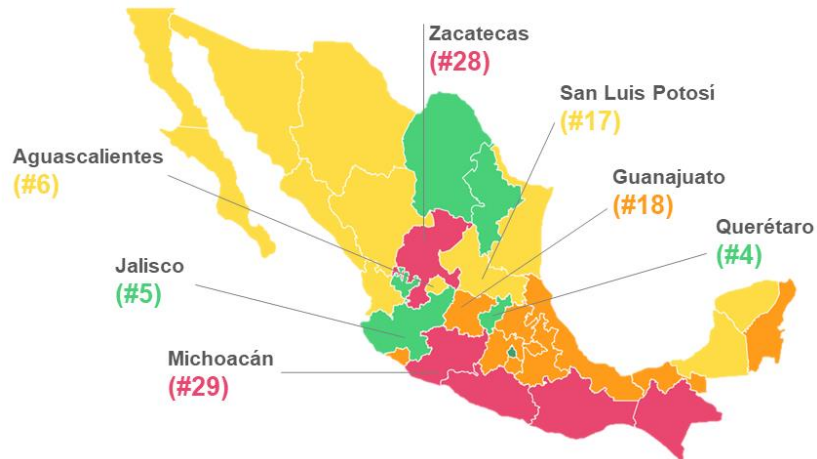 Zacatecas
(#28)
San Luis Potosí
(#17)
Aguascalientes
(#6)
Guanajuato
(#18)
Querétaro
(#4)
Jalisco
(#5)
Michoacán
(#29)